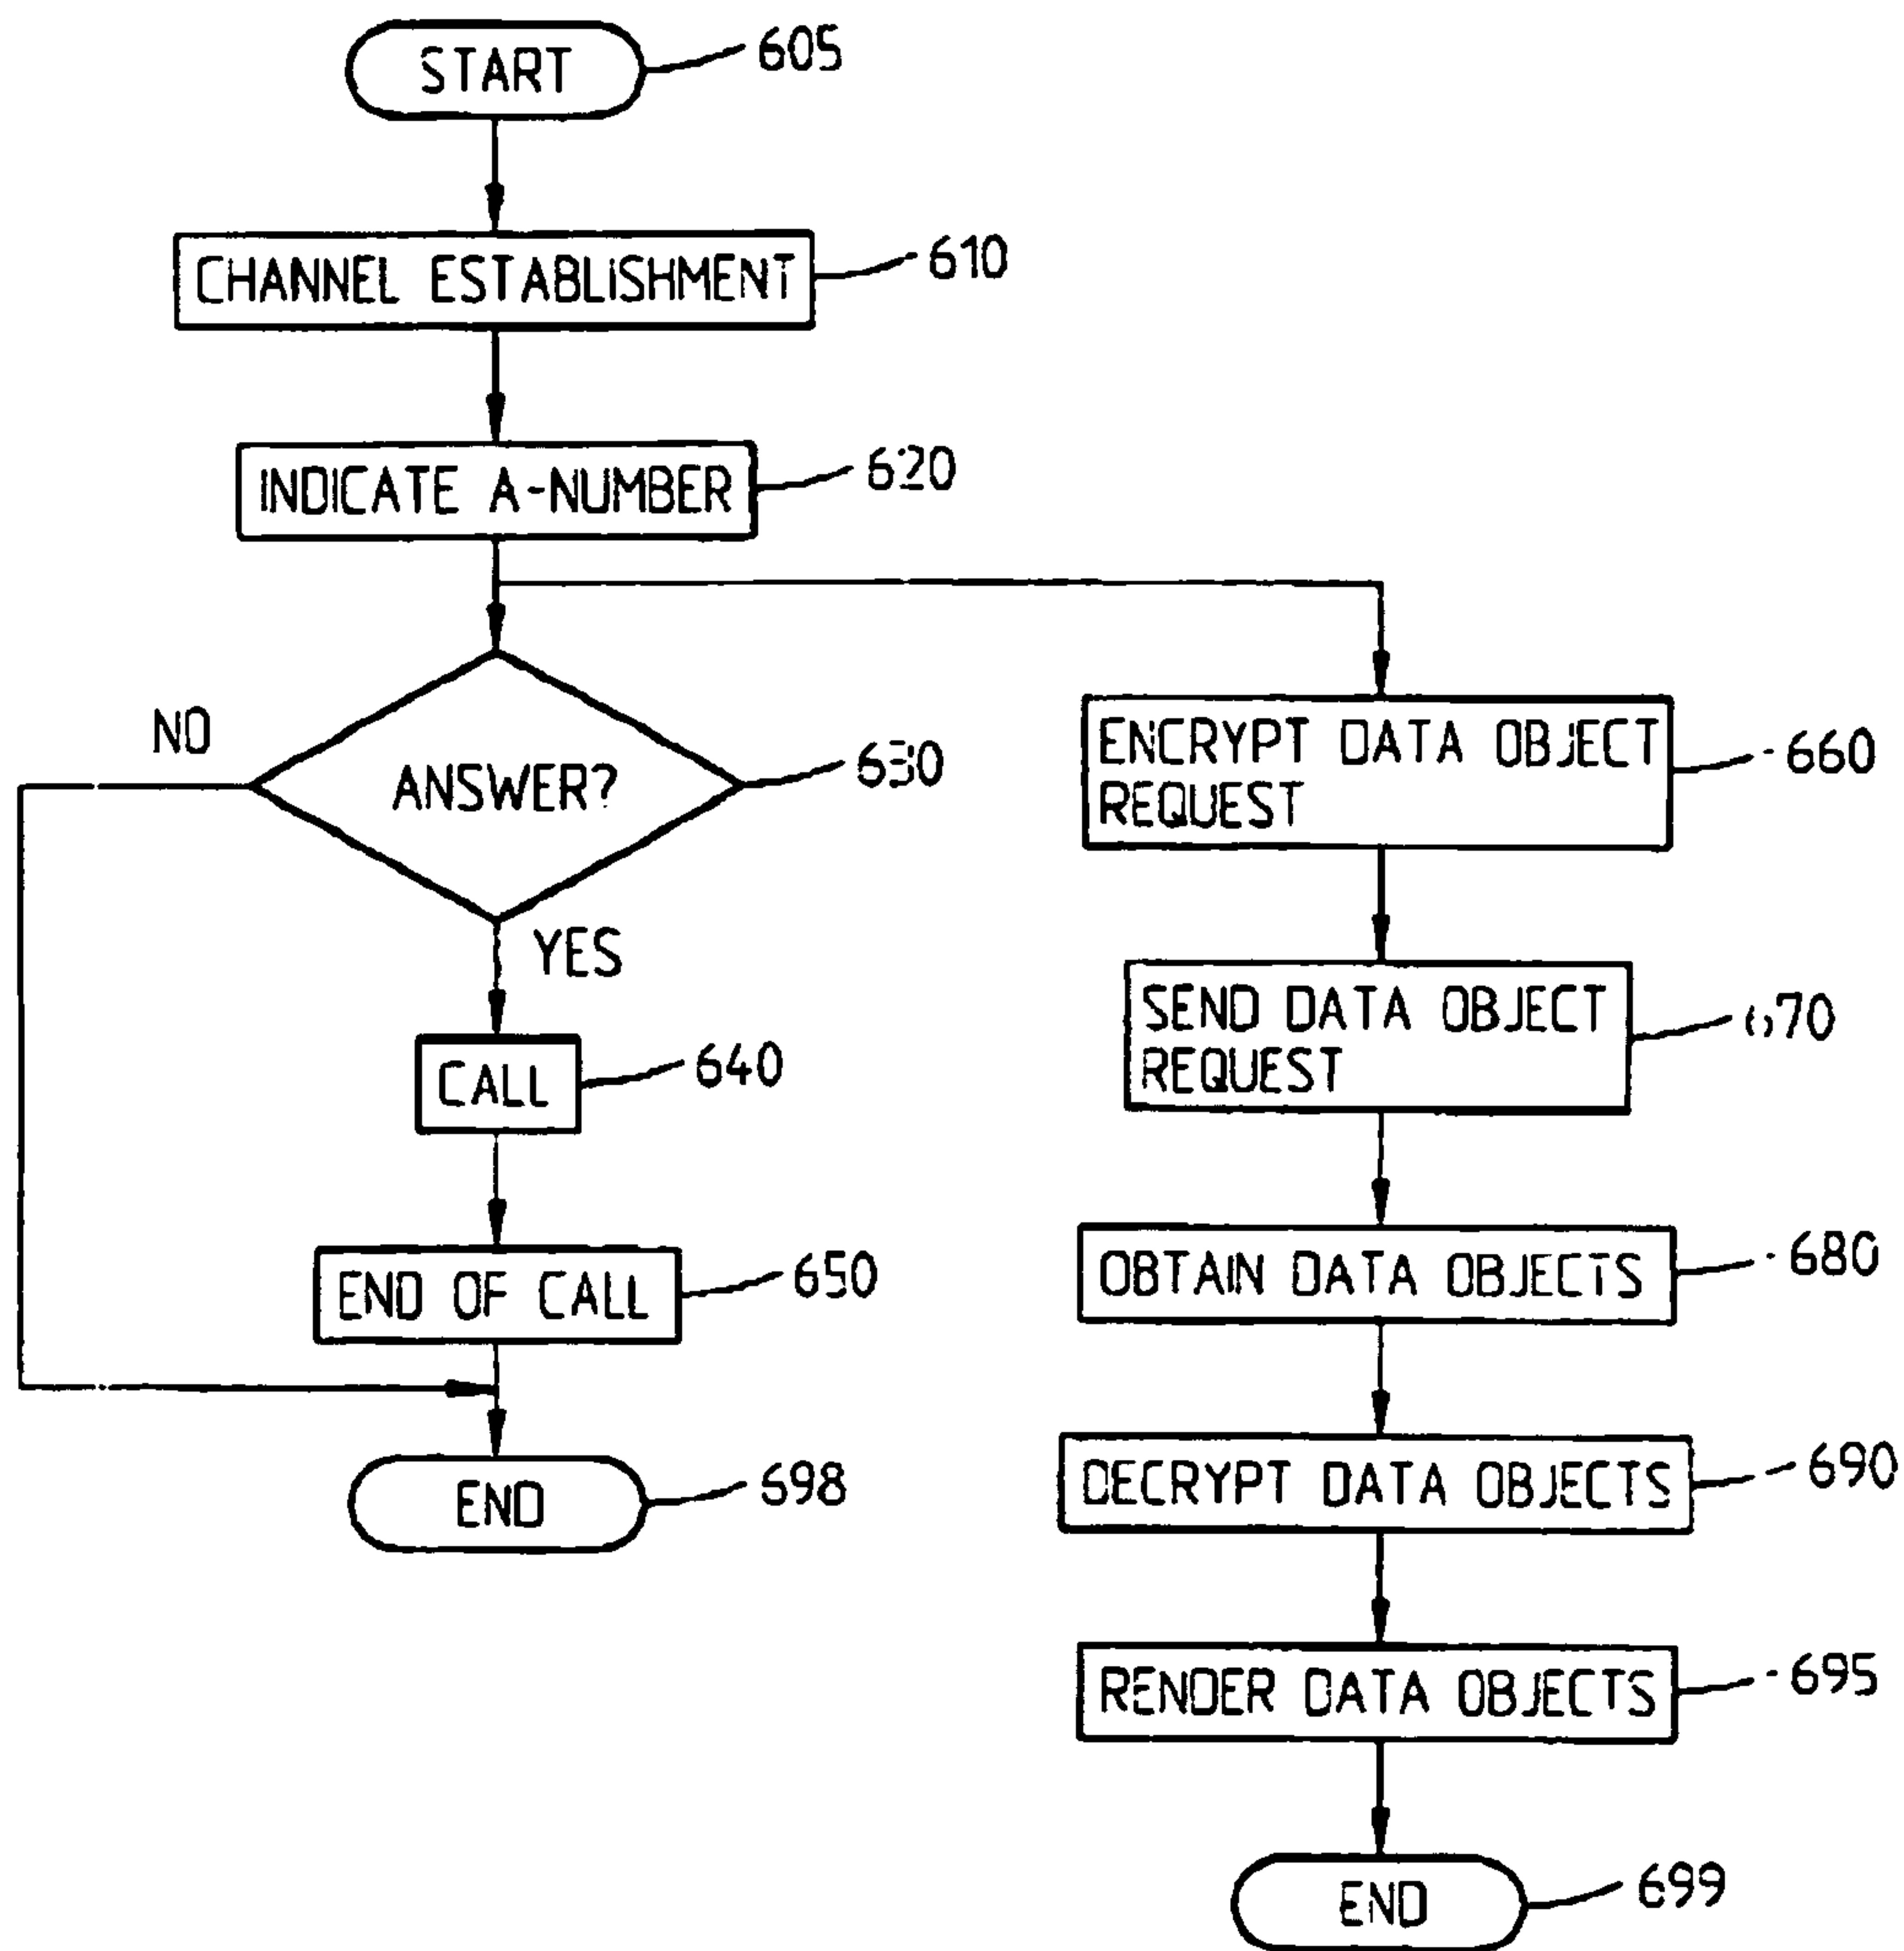 START
605
CHANNEL ESTABLISHMENT
610
INDICATE A-NUMBER
620
NO
ANSWER?
630
YES
CALL
640
END OF CALL
650
END
698
ENCRYPT DATA OBJECT
REQUEST
660
SEND DATA OBJECT
REQUEST
670
OBTAIN DATA OBJECTS
680
DECRYPT DATA OBJECTS
690
RENDER DATA OBJECTS
695
END
699